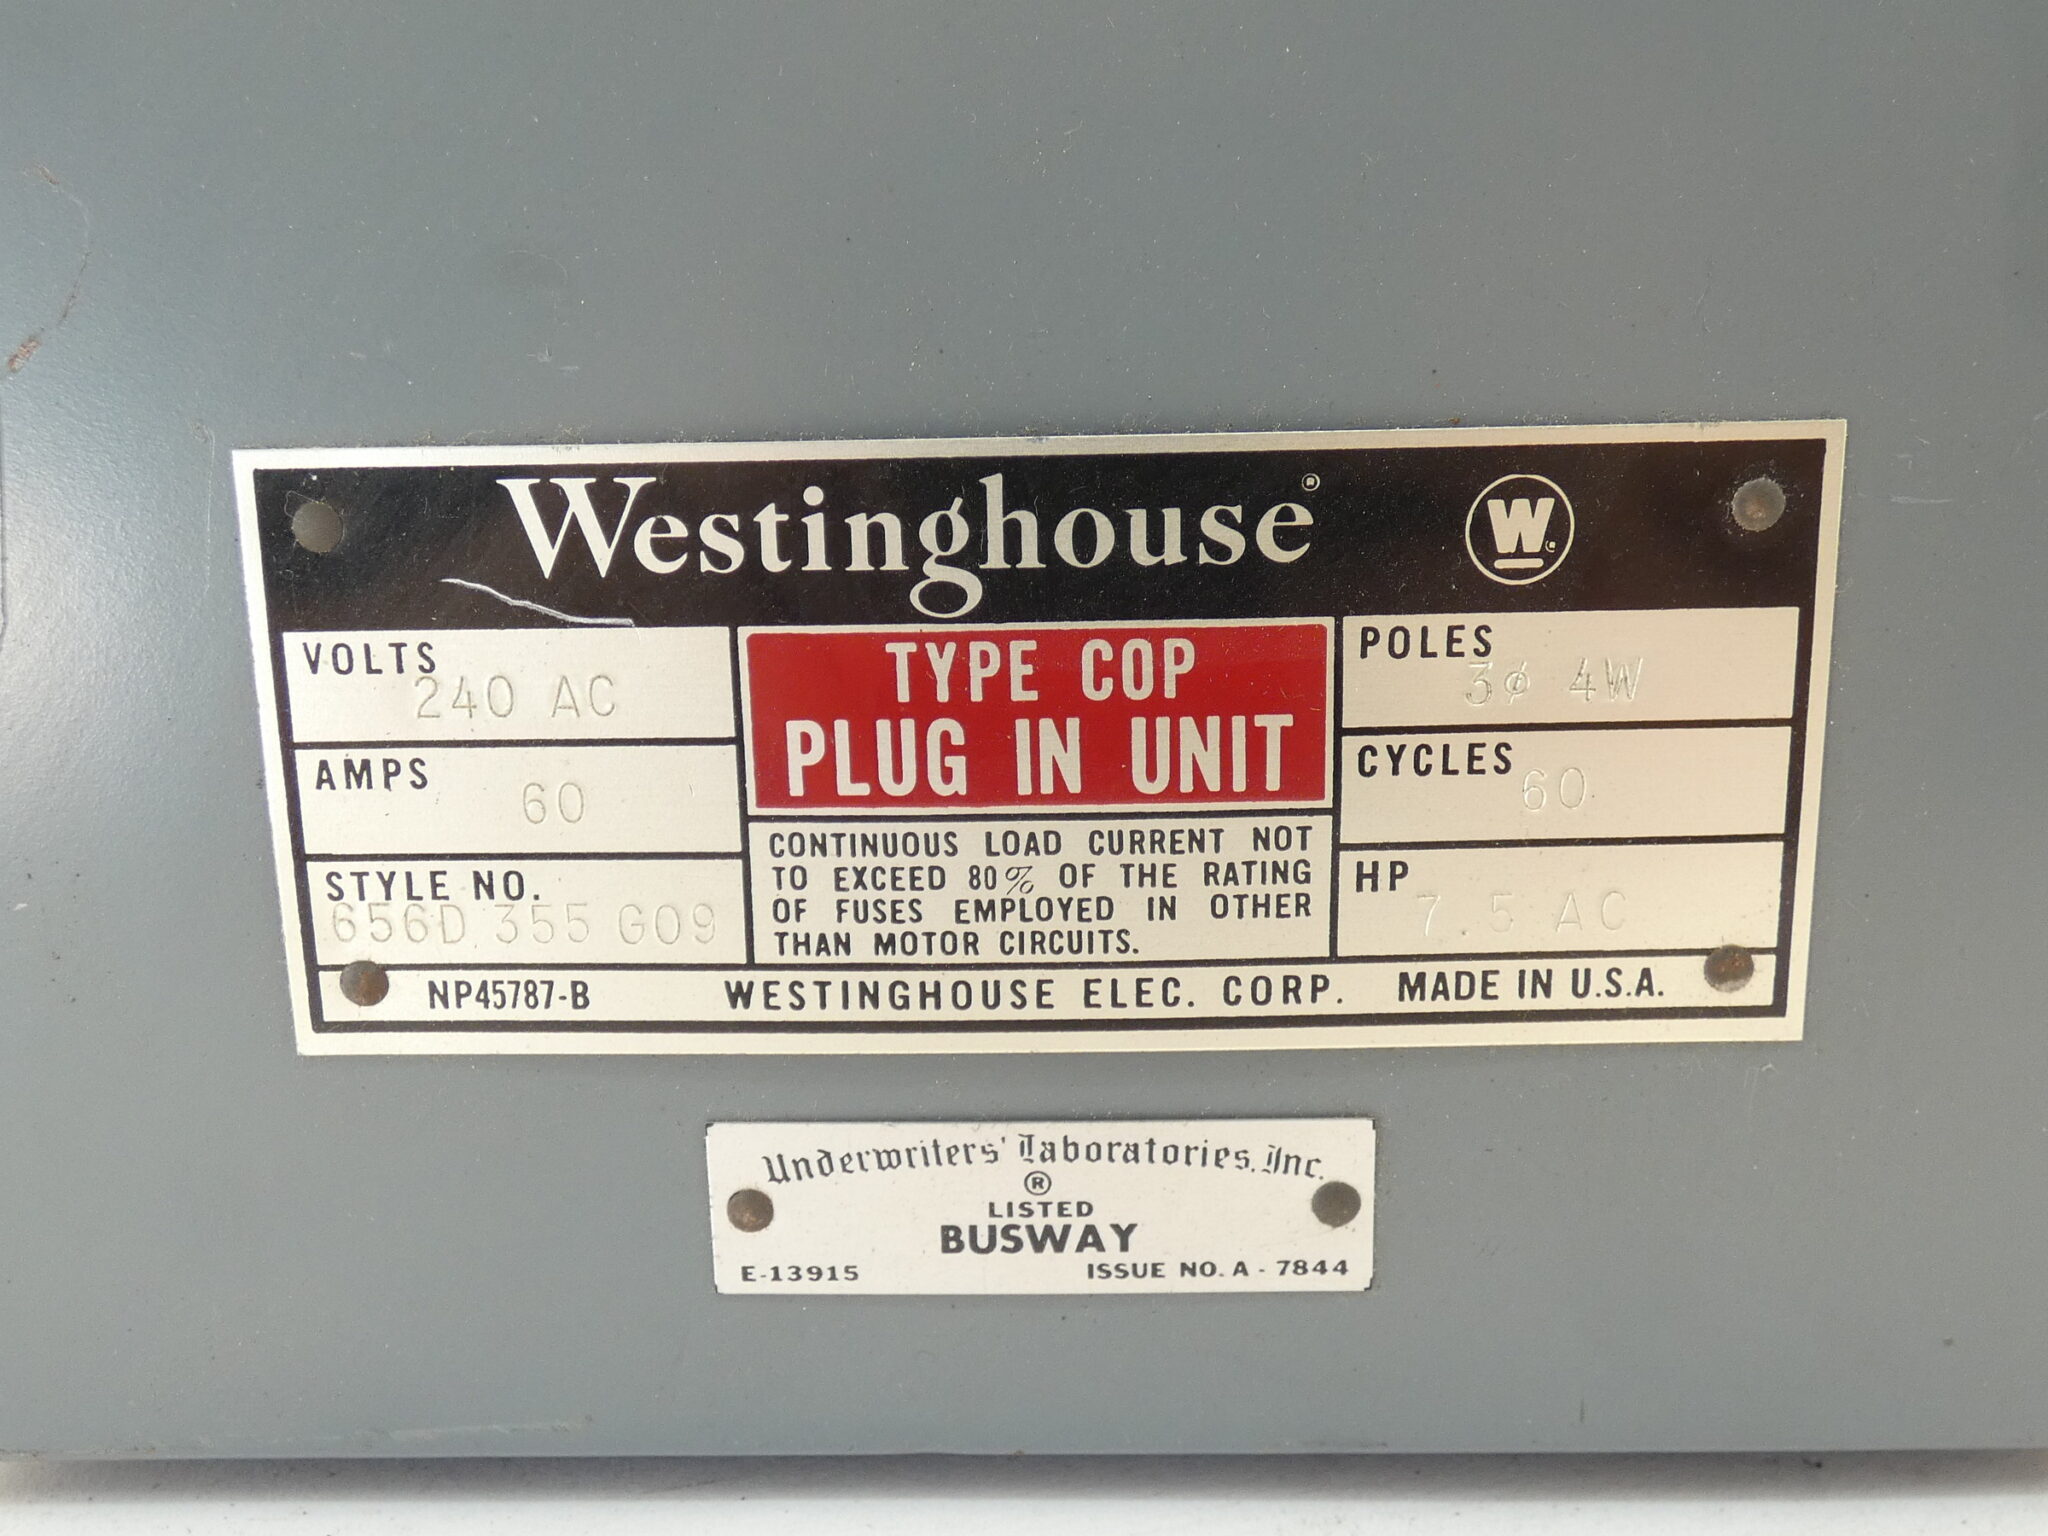 Westinghouse®
W
VOLTS
240 AC
AMPS
60
STYLE NO.
656D 355 G09
TYPE COP
PLUG IN UNIT
CONTINUOUS LOAD CURRENT NOT
TO EXCEED 80% OF THE RATING
OF FUSES EMPLOYED IN OTHER
THAN MOTOR CIRCUITS.
POLES
3ø 4W
CYCLES
60
HP
7.5 AC
NP45787-B WESTINGHOUSE ELEC. CORP. MADE IN U.S.A.
Underwriters' Laboratories, Inc.
®
LISTED
BUSWAY
E-13915 ISSUE NO. A - 7844